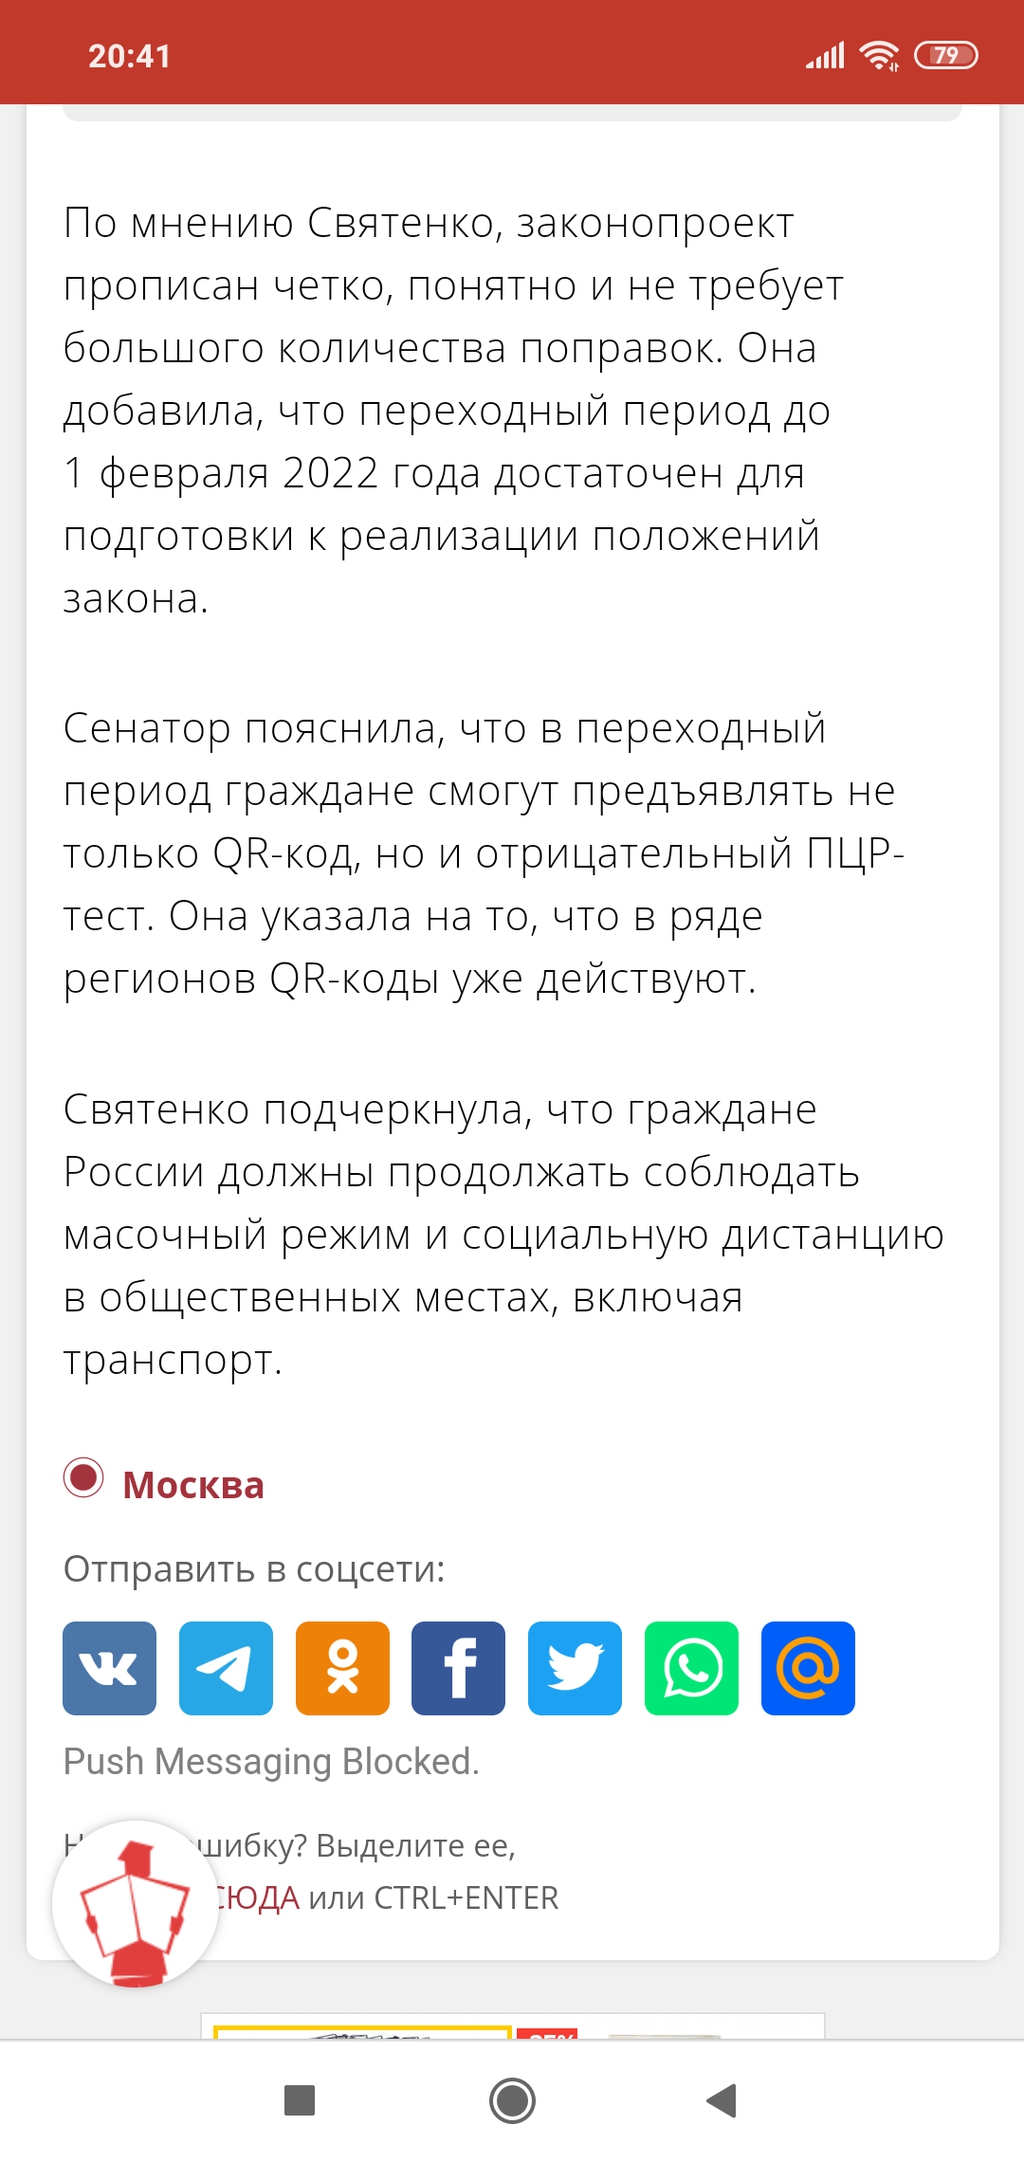 20:41
79
По мнению Святенко, законопроект
прописан четко, понятно и не требует
большого количества поправок. Она
добавила, что переходный период до
1 февраля 2022 года достаточен для
подготовки к реализации положений
закона.
Сенатор пояснила, что в переходный
период граждане смогут предъявлять не
только QR-код, но и отрицательный ПЦР-
тест. Она указала на то, что в ряде
регионов QR-коды уже действуют.
Святенко подчеркнула, что граждане
России должны продолжать соблюдать
масочный режим и социальную дистанцию
в общественных местах, включая
транспорт.
Москва
Отправить в соцсети:
Push Messaging Blocked.
Выделите ее,
СЮДА или CTRL+ENTER